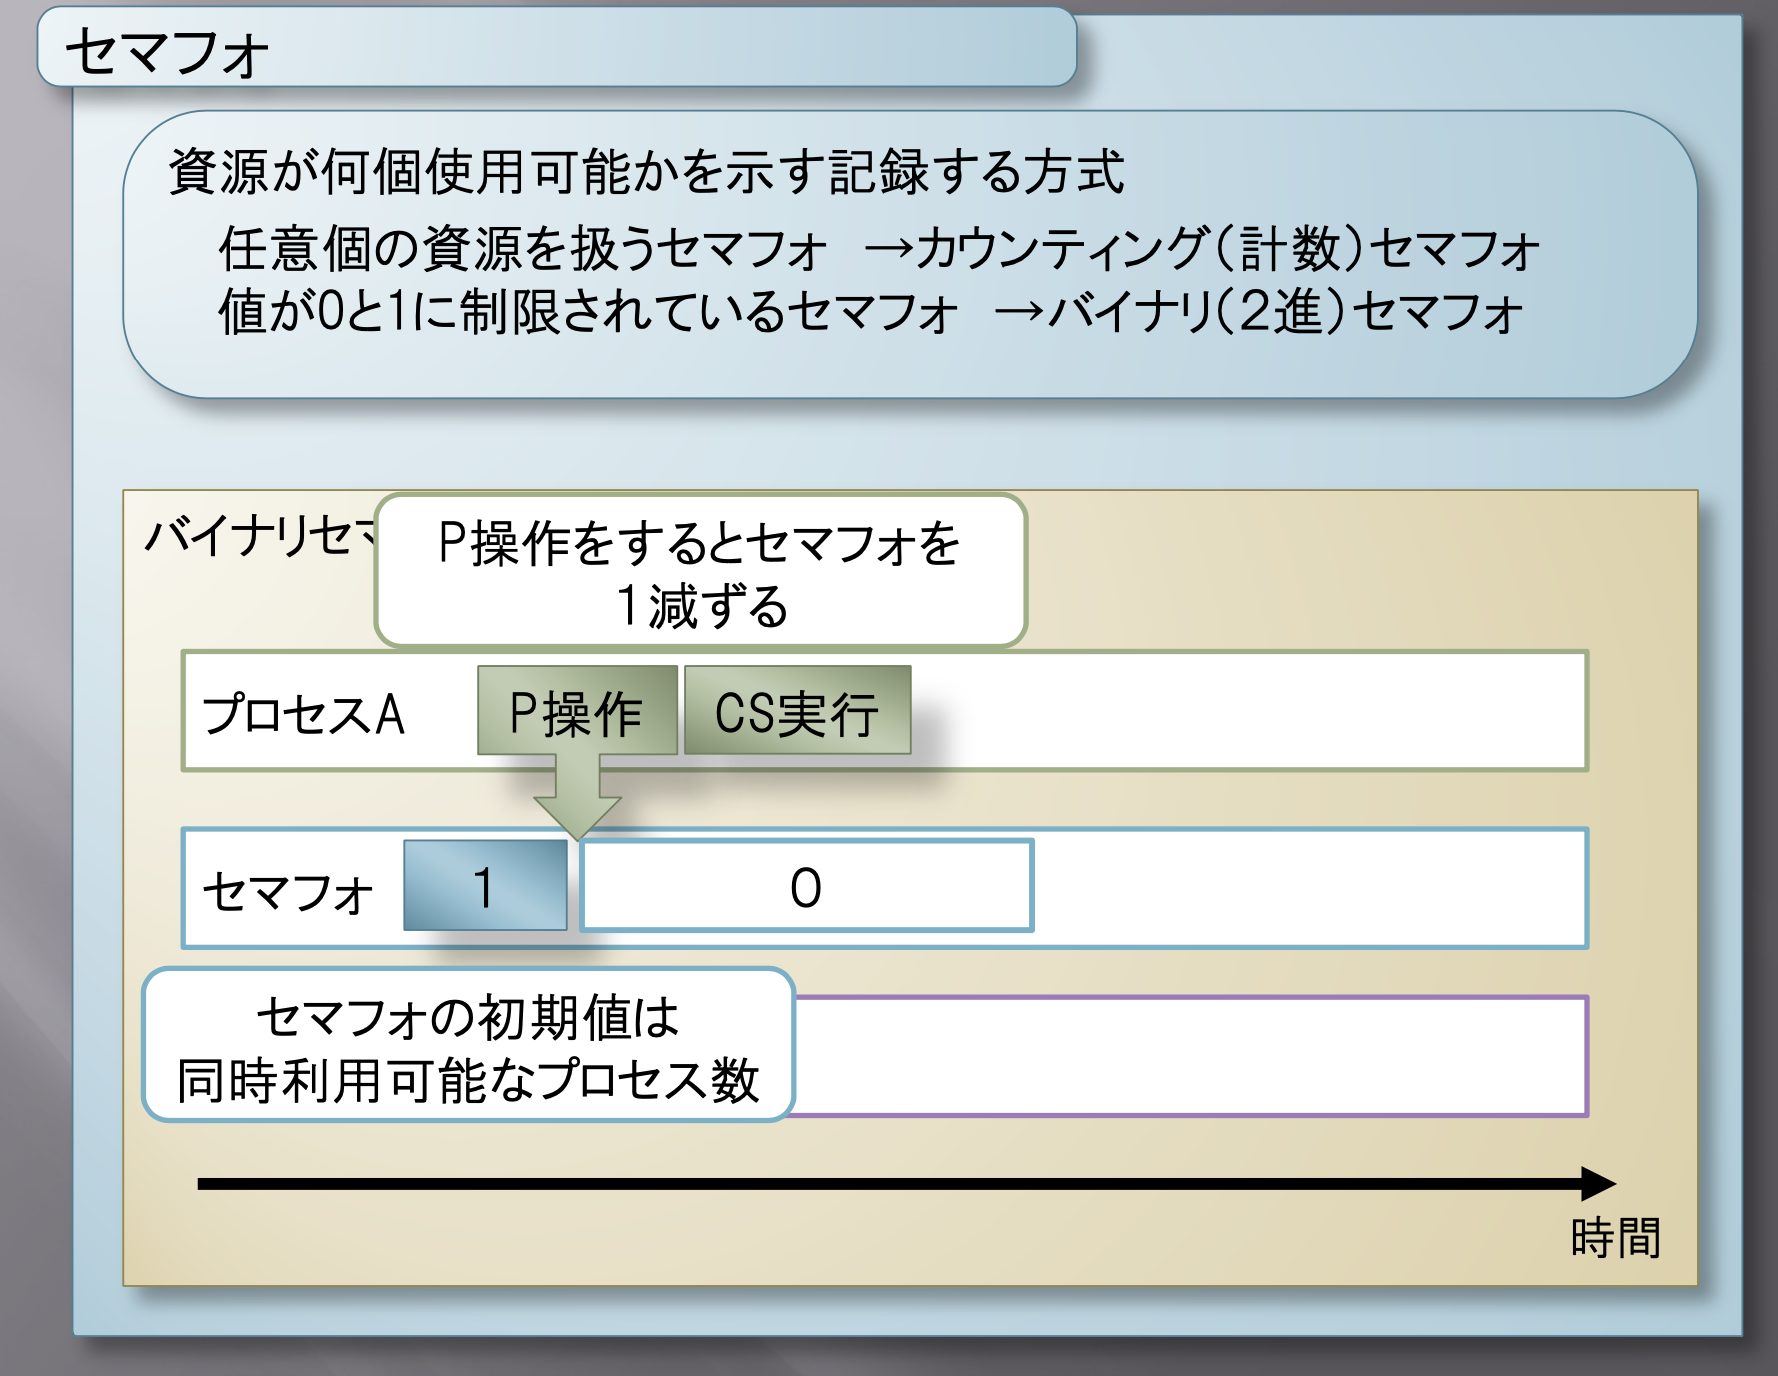 セマフォ
資源が何個使用可能かを示す記録する方式
任意個の資源を扱うセマフォ　→カウンティング(計数)セマフォ
値が0と1に制限されているセマフォ　→バイナリ(2進)セマフォ
バイナリセマ
P操作をするとセマフォを
1減ずる
プロセスA
P操作
CS実行
セマフォ
1
0
セマフォの初期値は
同時利用可能なプロセス数
時間